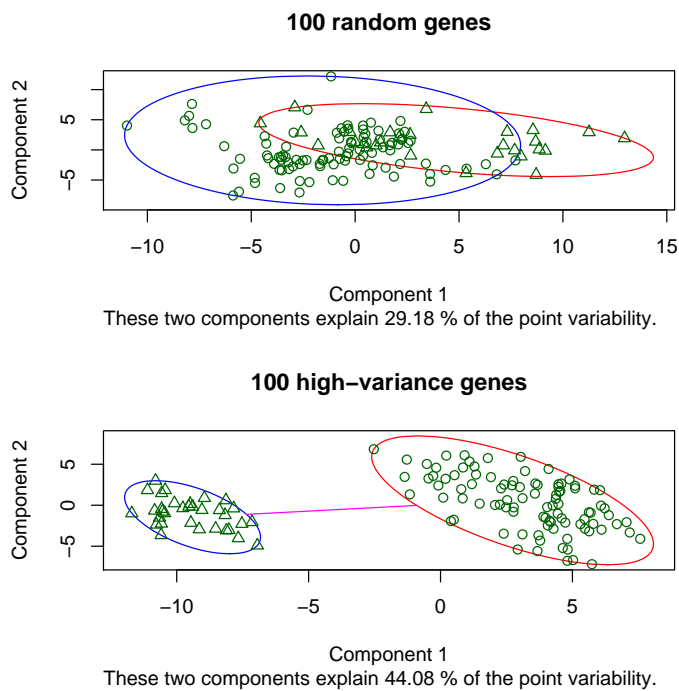 100 random genes
Component 2
5
−5
−10 −5 0 5 10 15
Component 1
These two components explain 29.18 % of the point variability.
100 high−variance genes
Component 2
5
0
−5
−10 −5 0 5
Component 1
These two components explain 44.08 % of the point variability.